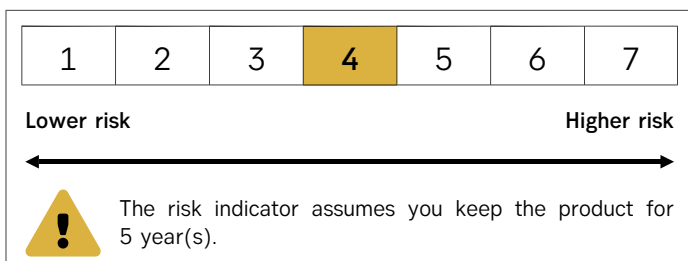 1 2 3 4 5 6 7
Lower risk Higher risk
The risk indicator assumes you keep the product for
5 year(s).